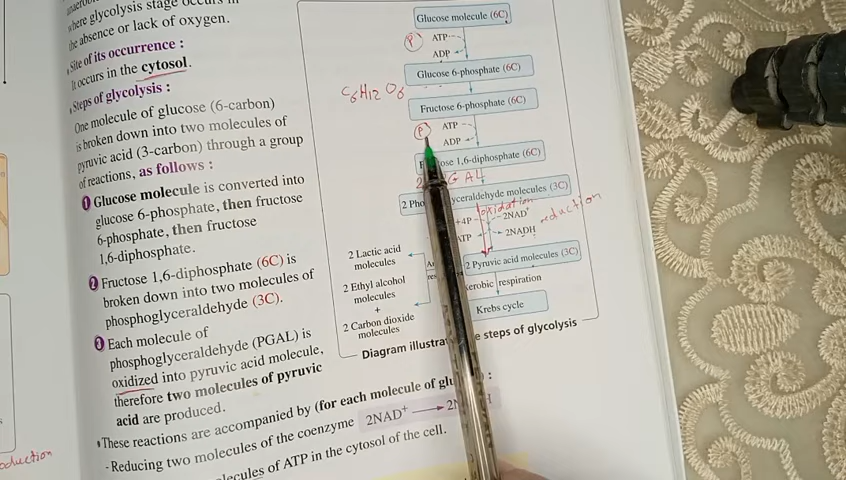 where glycolysis stage occurs in
the absence or lack of oxygen.
Site of its occurrence :
It occurs in the cytosol.
Steps of glycolysis :
One molecule of glucose (6-carbon)
is broken down into two molecules of
pyruvic acid (3-carbon) through a group
of reactions, as follows :
1 Glucose molecule is converted into
glucose 6-phosphate, then fructose
6-phosphate, then fructose
1,6-diphosphate.
2 Fructose 1,6-diphosphate (6C) is
broken down into two molecules of
phosphoglyceraldehyde (3C).
3 Each molecule of
phosphoglyceraldehyde (PGAL) is
oxidized into pyruvic acid molecule,
therefore two molecules of pyruvic
acid are produced.
These reactions are accompanied by (for each molecule of :
- Reducing two molecules of the coenzyme 2NAD+ ⟶
of ATP in the cytosol of the cell.
Glucose molecule (6C)
P ATP
ADP
Glucose 6-phosphate (6C)
C6H12O6
Fructose 6-phosphate (6C)
P ATP
ADP
1,6-diphosphate (6C)
2 GAL
2 (3C)
oxidation
+4P 2NAD+
2NADH reduction
2 Pyruvic acid molecules (3C)
2 Lactic acid
molecules
2 Ethyl alcohol
molecules
+
2 Carbon dioxide
molecules
respiration
Krebs cycle
Diagram steps of glycolysis